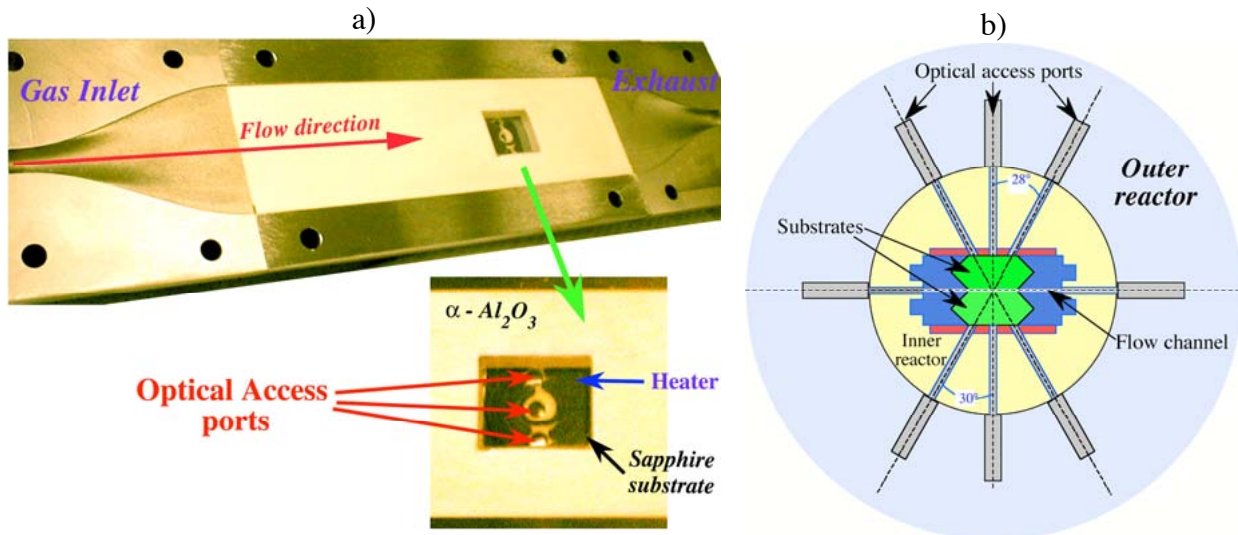 a)
Gas Inlet
Exhaust
Flow direction
α - Al2O3
Optical Access
ports
Heater
Sapphire
substrate
b)
Optical access ports
Outer
reactor
28°
Substrates
Flow channel
Inner
reactor
30°